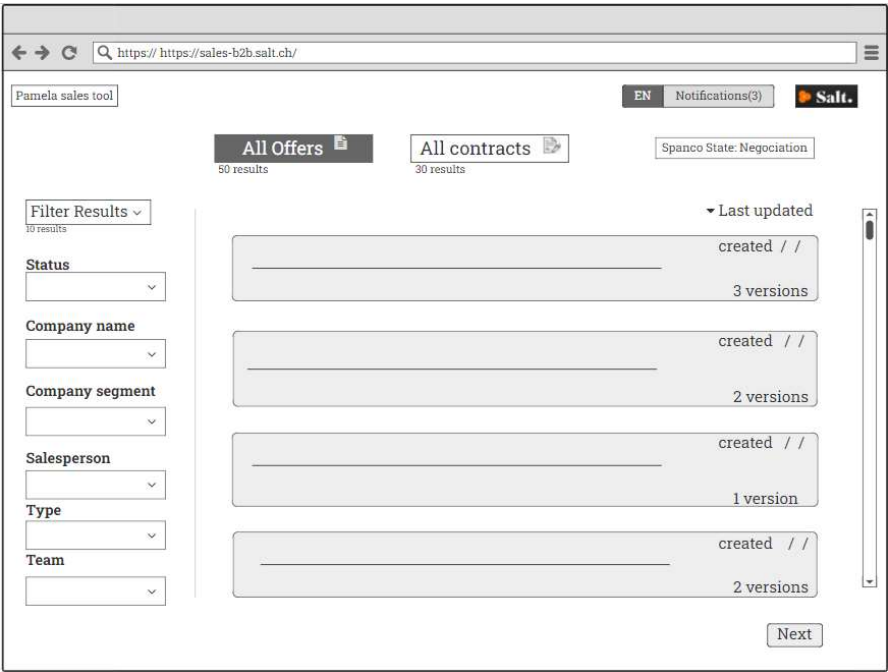 https:// https://sales-b2b.salt.ch/
Pamela sales tool
EN
Notifications(3)
Salt.
All Offers
50 results
All contracts
30 results
Spanco State: Negociation
Filter Results
10 results
Last updated
Status
Company name
Company segment
Salesperson
Type
Team
created / /
3 versions
created / /
2 versions
created / /
1 version
created / /
2 versions
Next